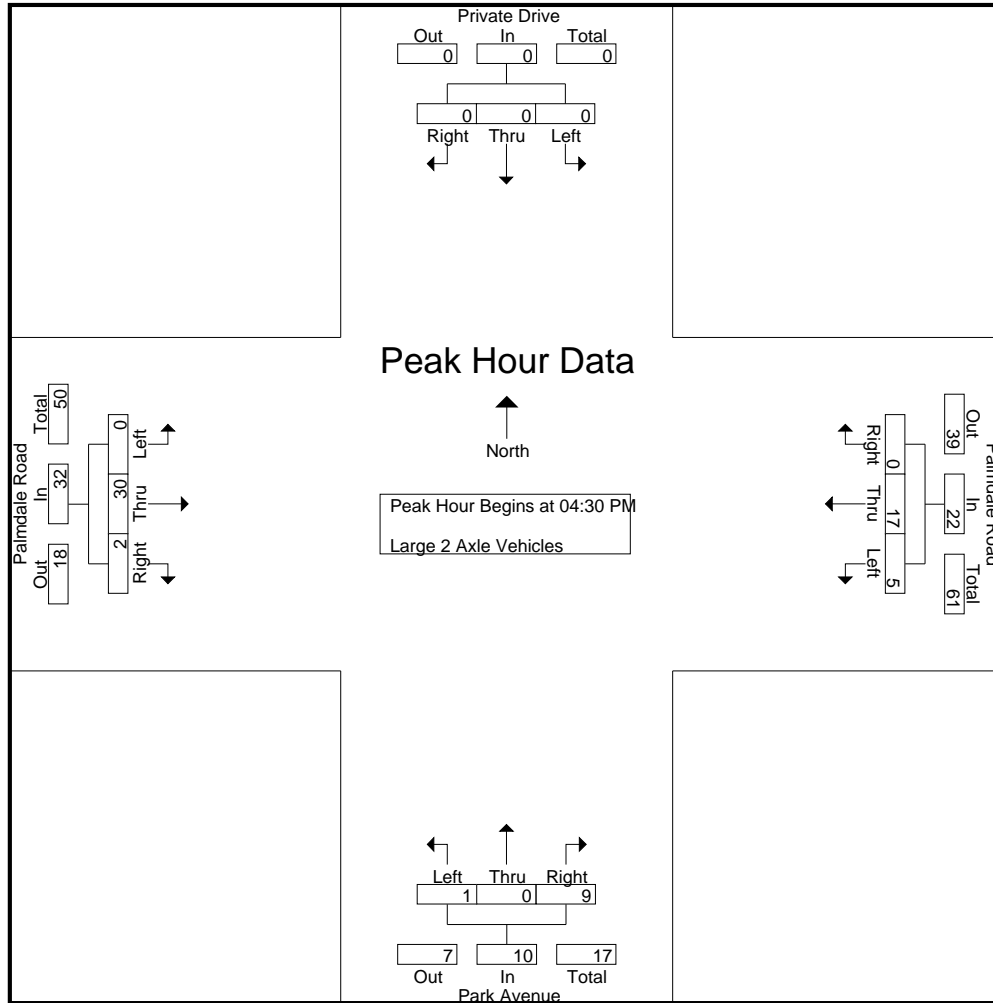 Private Drive
Out In Total
0 0 0
0 0 0
Right Thru Left
Peak Hour Data
North
Peak Hour Begins at 04:30 PM
Large 2 Axle Vehicles
Palmdale Road
Out In Total
18 32 50
2 30 0
Right Thru Left
Palmdale Road
Out In Total
39 22 61
0 17 5
Right Thru Left
Left Thru Right
1 0 9
7 10 17
Out In Total
Park Avenue